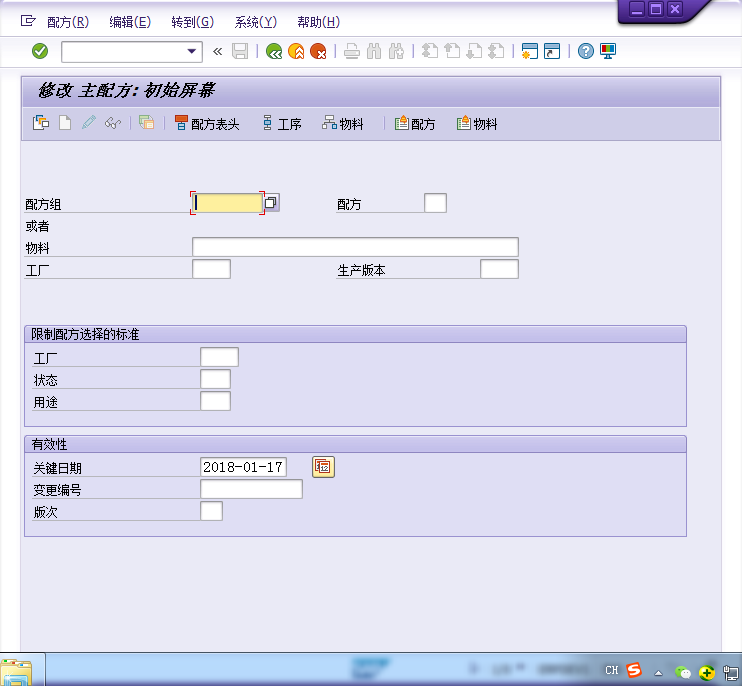 配方(R) 编辑(E) 转到(G) 系统(Y) 帮助(H)
修改 主配方: 初始屏幕
配方表头 工序 物料 配方 物料
配方组 配方
或者
物料
工厂 生产版本
限制配方选择的标准
工厂
状态
用途
有效性
关键日期 2018-01-17
变更编号
版次
CH